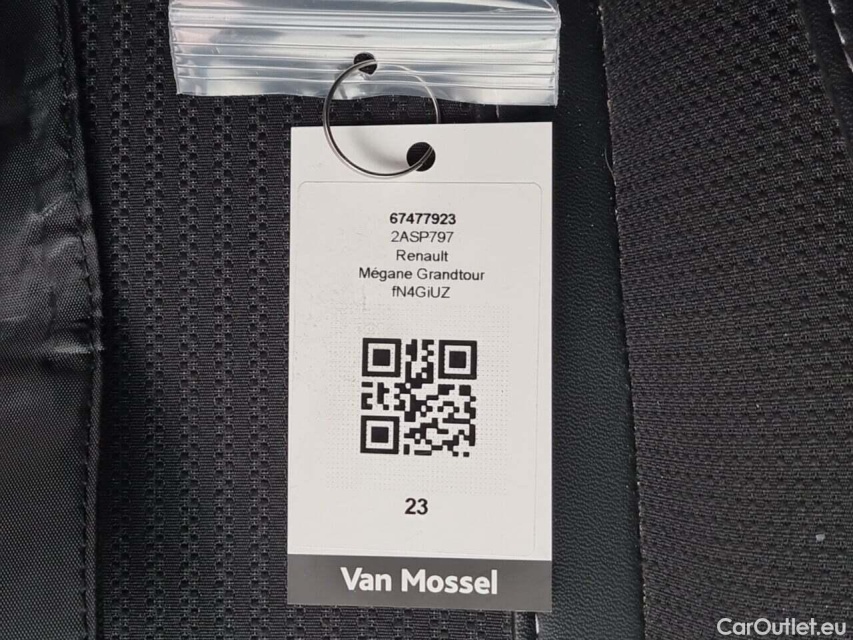 67477923
2ASP797
Renault
Mégane Grandtour
fN4GiUZ
23
Van Mossel
CarOutlet.eu